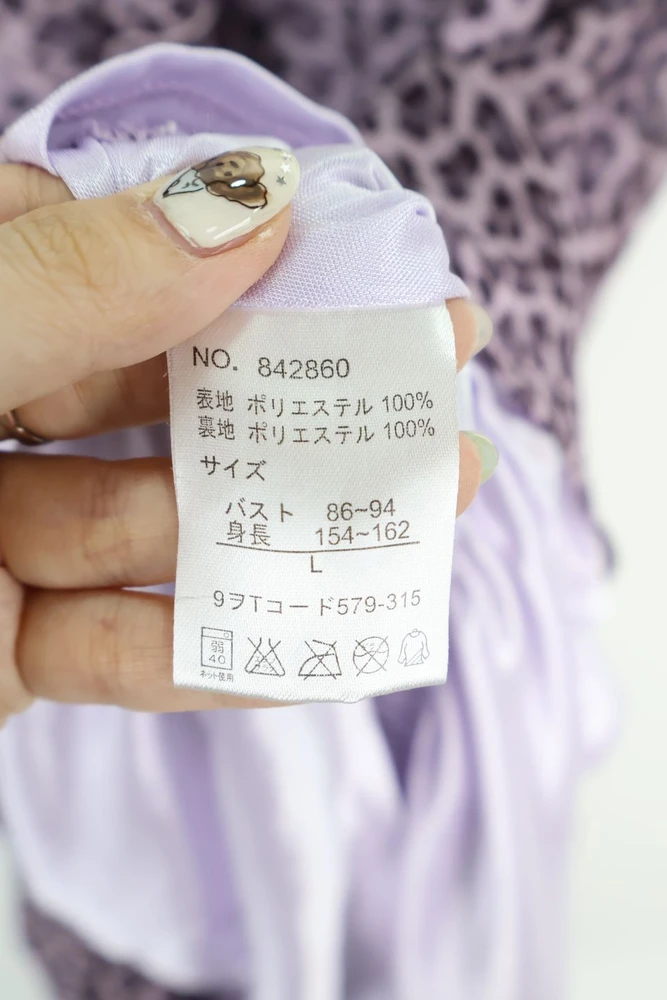 NO. 842860
表地 ポリエステル 100%
裏地 ポリエステル 100%
サイズ
バスト 86~94
身長 154~162
L
9ヲTコード579-315
弱
40
ネット使用